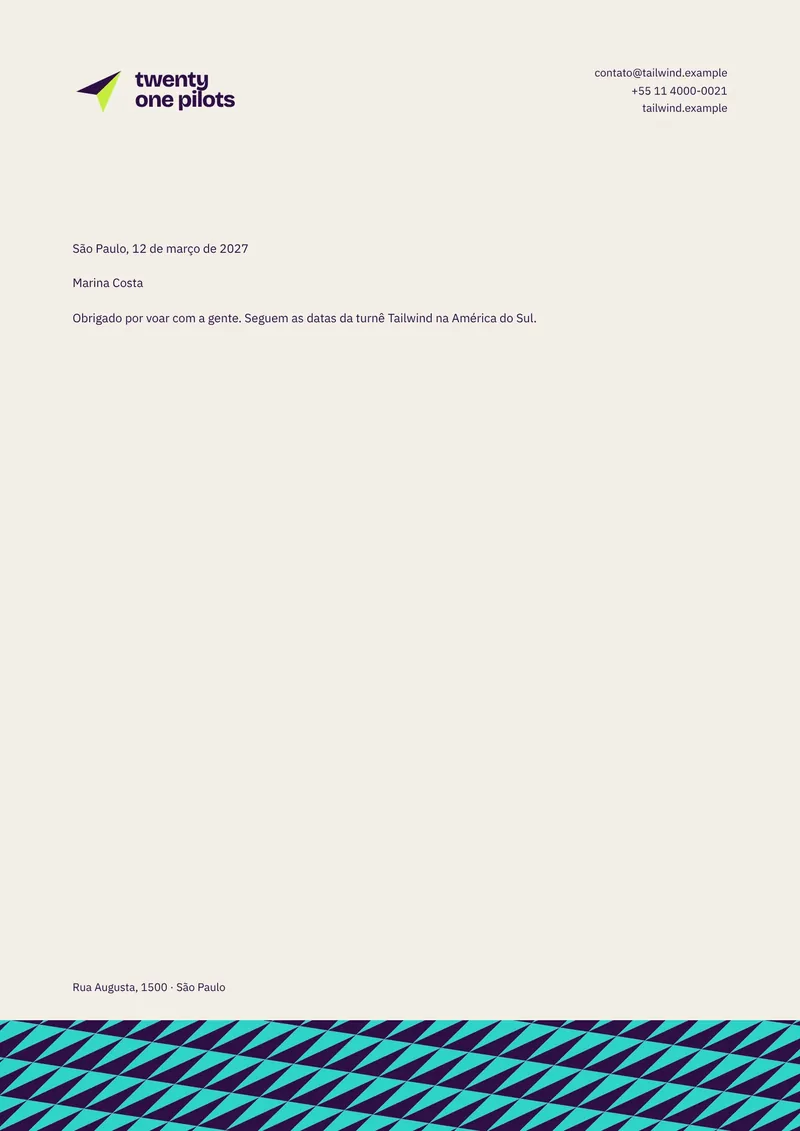 twenty
one pilots
contato@tailwind.example
+55 11 4000-0021
tailwind.example
São Paulo, 12 de março de 2027
Marina Costa
Obrigado por voar com a gente. Seguem as datas da turnê Tailwind na América do Sul.
Rua Augusta, 1500 · São Paulo